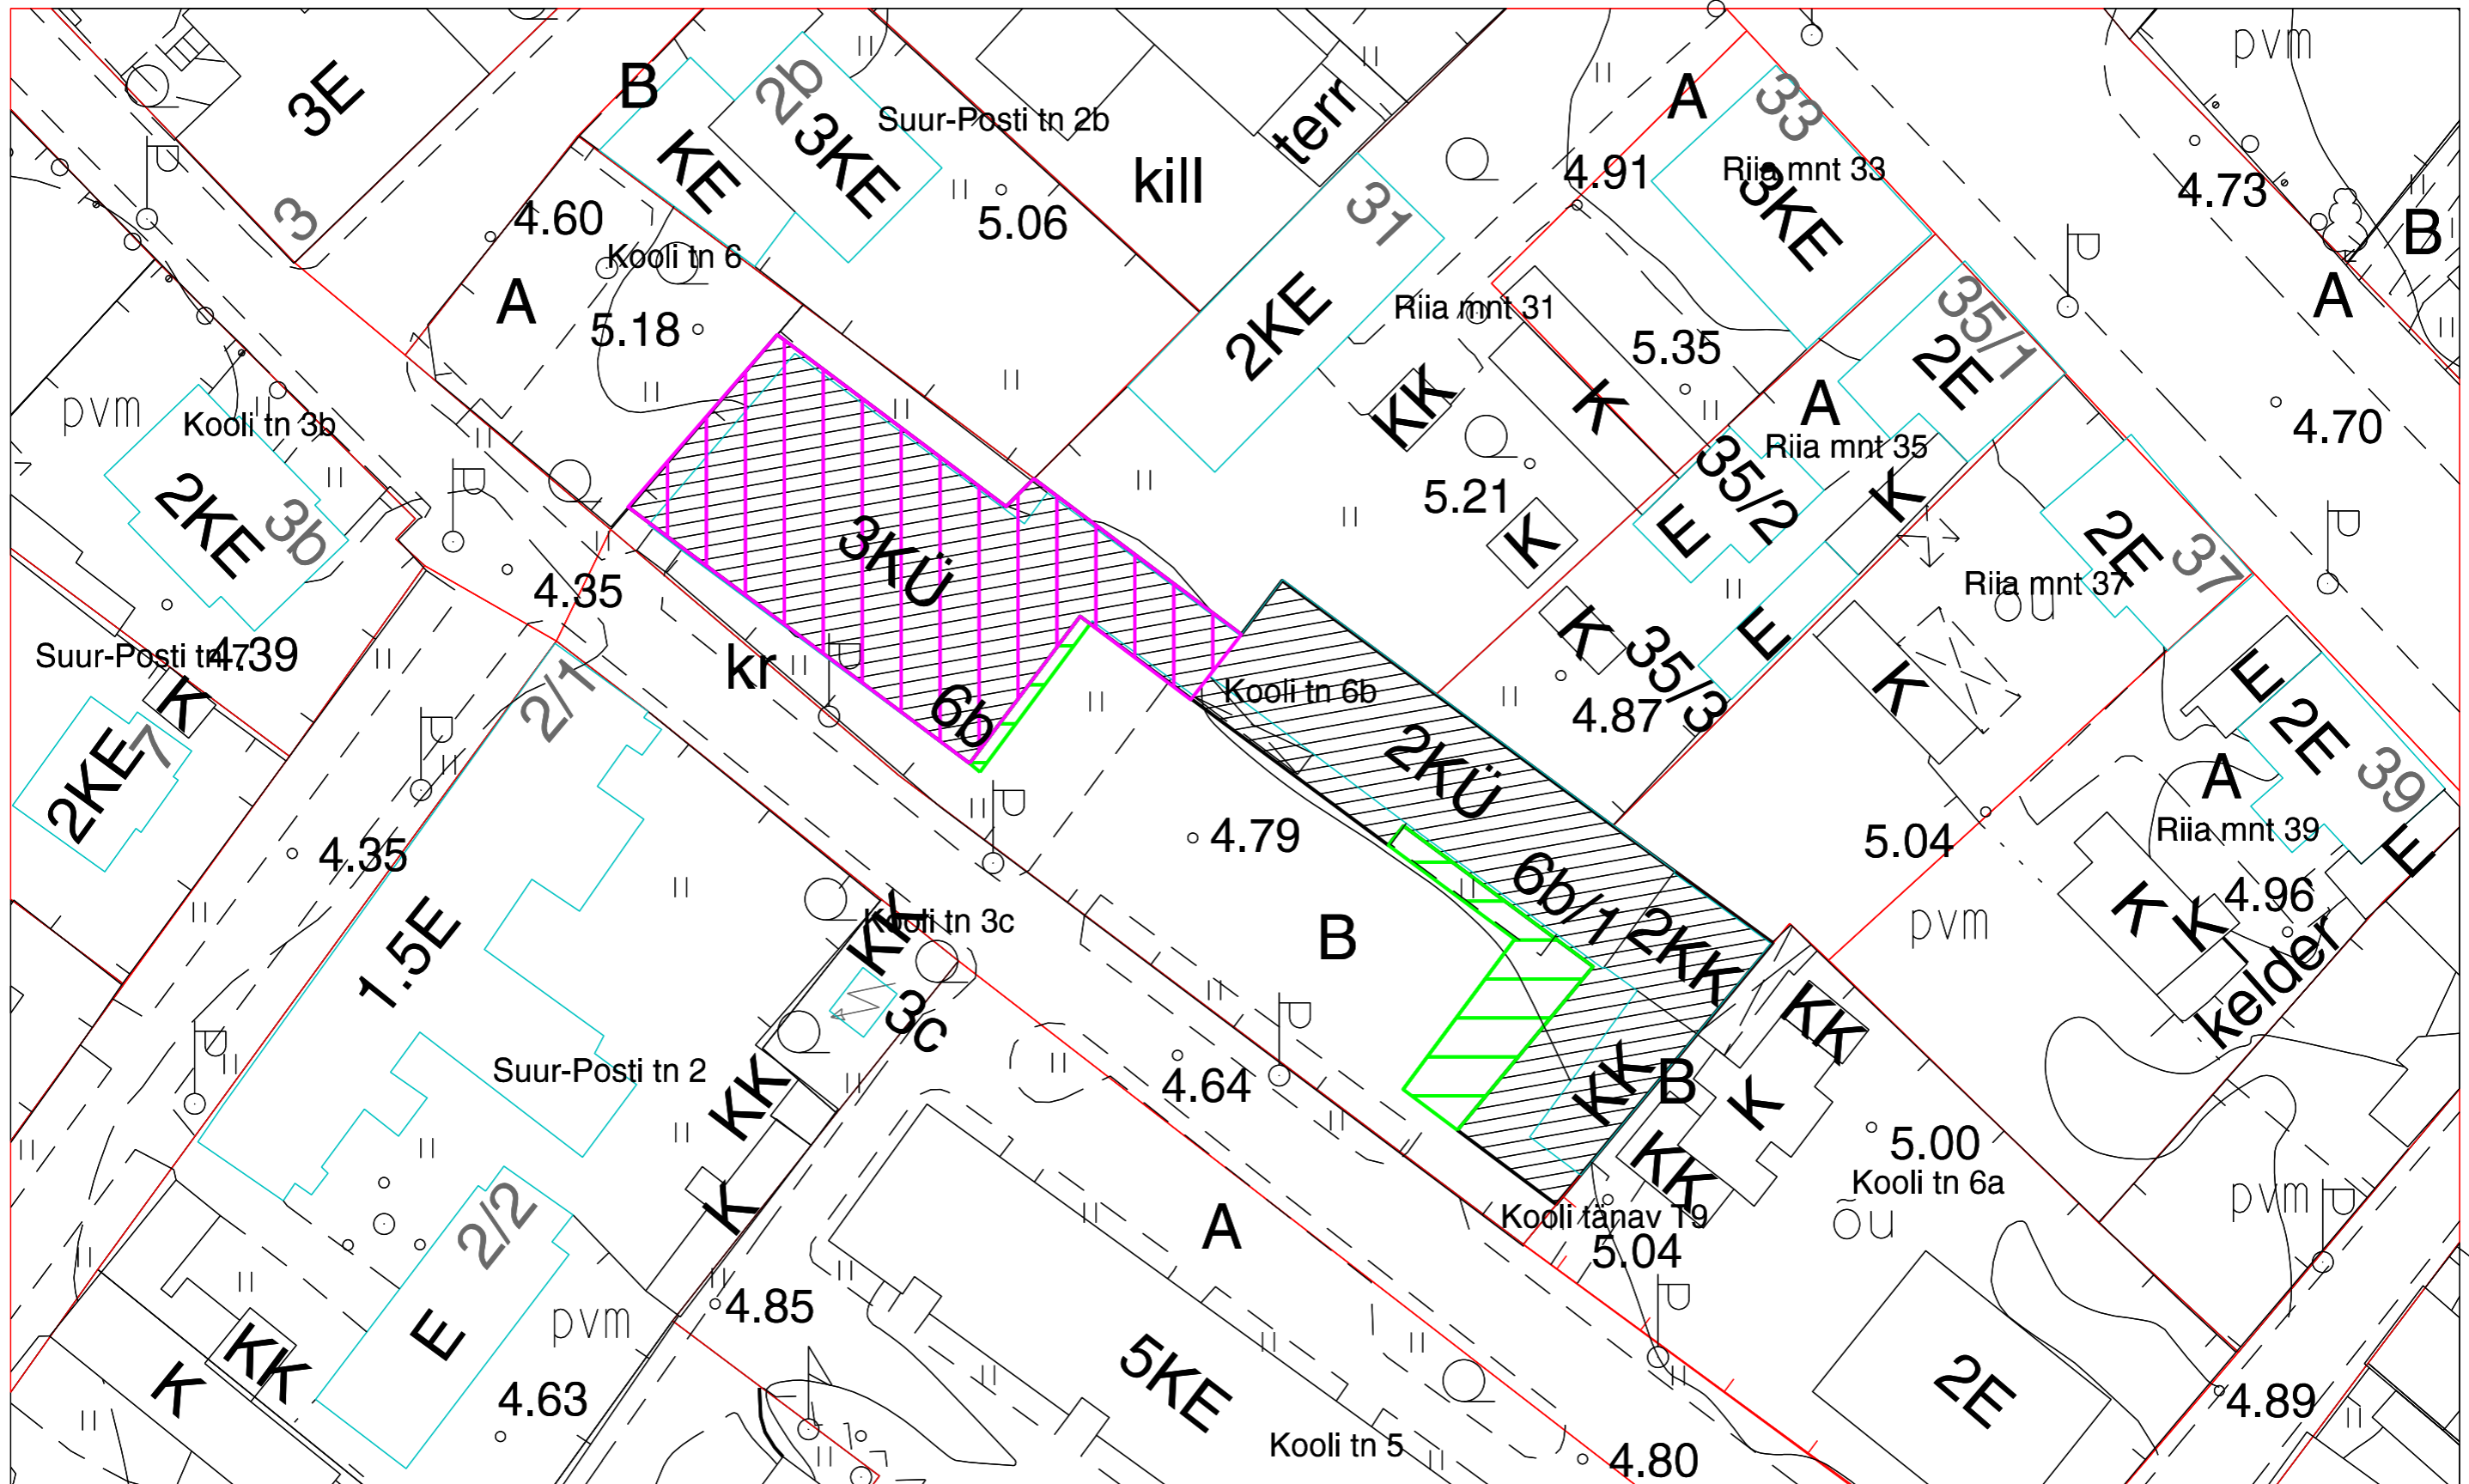 3E
3
B
KE
2b
3KE
Suur-Posti tn 2b
terr
kill
A
33
4.91
Riia mnt 33
3KE
pvm
4.73
B
A
4.60
Kooli tn 6
5.06
31
A
5.18
2KE
Riia mnt 31
5.35
35/1
2E
4.70
pvm
Kooli tn 3b
2KE
3b
KK
K
A
Riia mnt 35
35/2
K
E
5.21
K
3KÜ
2E
37
Riia mnt 37
õu
4.35
Suur-Posti tn 7
4.39
K
2KE
7
2/1
kr
6b
Kooli tn 6b
K
35/3
E
4.87
K
E
2E
39
A
Riia mnt 39
E
2KÜ
4.79
5.04
4.35
1.5E
6b/1
2KK
K
K
4.96
kelder
pvm
KK
Kooli tn 3c
3c
B
KK
KK
B
K
KK
5.00
Kooli tn 6a
õu
pvm
Suur-Posti tn 2
KK
4.64
K
2/2
A
Kooli tänav T9
5.04
E
pvm
4.85
KK
K
4.63
5KE
Kooli tn 5
4.80
2E
4.89